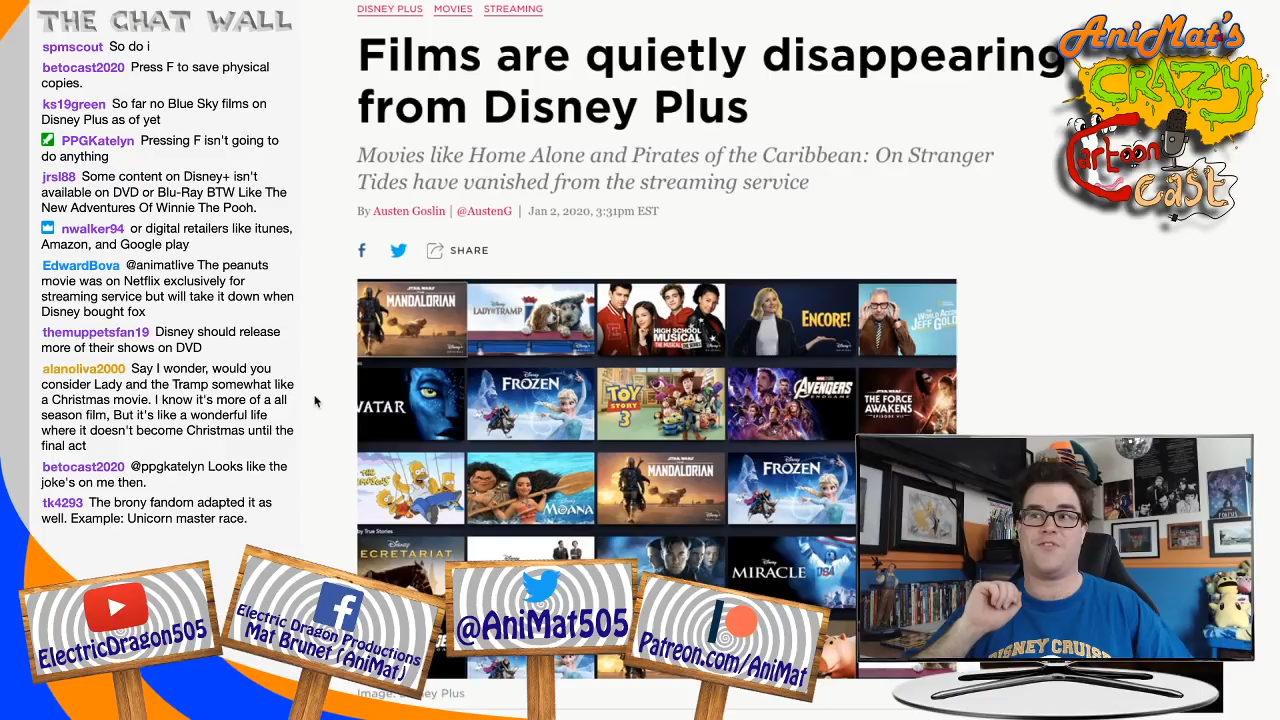 THE CHAT WALL
spmscout So do i
betocast2020 Press F to save physical
copies.
ks19green So far no Blue Sky films on
Disney Plus as of yet
PPGKatelyn Pressing F isn't going to
do anything
jrsl88 Some content on Disney+ isn't
available on DVD or Blu-Ray BTW Like The
New Adventures Of Winnie The Pooh.
nwalker94 or digital retailers like itunes,
Amazon, and Google play
EdwardBova @animatlive The peanuts
movie was on Netflix exclusively for
streaming service but will take it down when
Disney bought fox
themuppetsfan19 Disney should release
more of their shows on DVD
alanoliva2000 Say I wonder, would you
consider Lady and the Tramp somewhat like
a Christmas movie. I know it's more of a all
season film, But it's like a wonderful life
where it doesn't become Christmas until the
final act
betocast2020 @ppgkatelyn Looks like the
joke's on me then.
tk4293 The brony fandom adapted it as
well. Example: Unicorn master race.
DISNEY PLUS MOVIES STREAMING
Films are quietly disappearing
from Disney Plus
Movies like Home Alone and Pirates of the Caribbean: On Stranger
Tides have vanished from the streaming service
By Austen Goslin | @AustenG | Jan 2, 2020, 3:31pm EST
SHARE
AniMat's
CRAZY
Cartoon
Cast
THE MANDALORIAN
LADY AND THE TRAMP
HIGH SCHOOL
MUSICAL
ENCORE!
JEFF GOL
VATAR
FROZEN
TOY
STORY
3
AVENGERS
ENDGAME
THE FORCE
AWAKENS
SIMPSONS
MOANA
MANDALORIAN
FROZEN
by True Stories
ECRETARIAT
MIRACLE
DISNEY CRUISE
ElectricDragon505
Electric Dragon Productions
Mat Brunet (AniMat)
@AniMat505
Patreon.com/AniMat